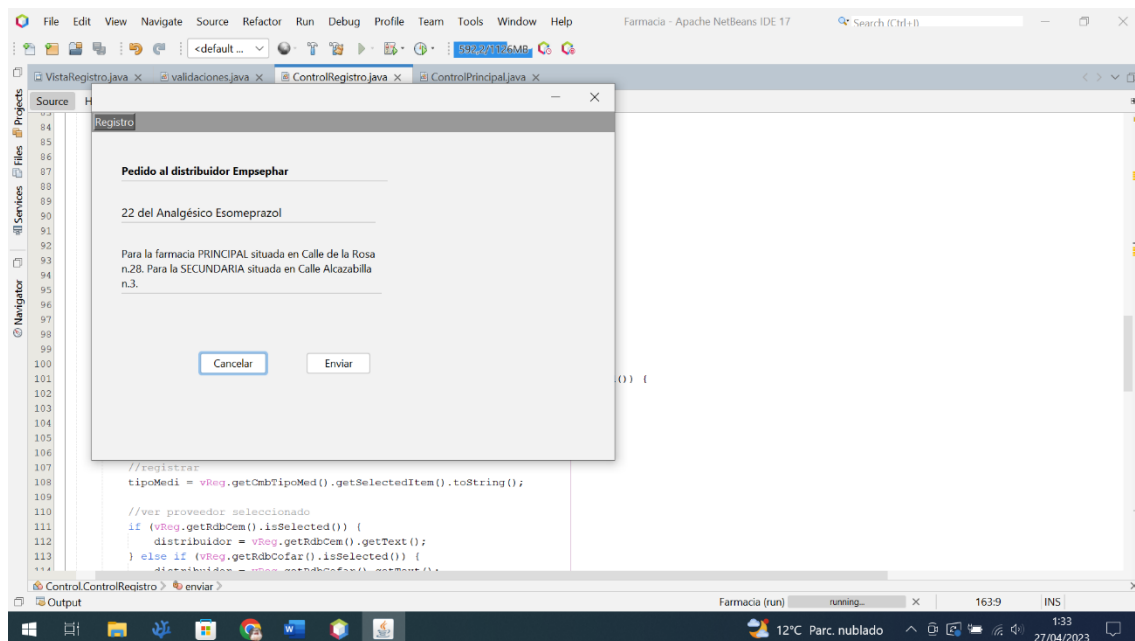 File Edit View Navigate Source Refactor Run Debug Profile Team Tools Window Help Farmacia - Apache NetBeans IDE 17 Search (Ctrl+I)
<default ... 592,2/1126MB
VistaRegistro.java validaciones.java ControlRegistro.java ControlPrincipal.java
Source H
Projects
Files
Services
Navigator
Registro
84
85
86
87
88
89
90
91
92
93
94
95
96
97
98
99
100
101 ()) {
102
103
104
105
106
Pedido al distribuidor Empsephar
22 del Analgésico Esomeprazol
Para la farmacia PRINCIPAL situada en Calle de la Rosa
n.28. Para la SECUNDARIA situada en Calle Alcazabilla
n.3.
Cancelar Enviar
107 //registrar
108 tipoMedi = vReg.getCmbTipoMed().getSelectedItem().toString();
109
110 //ver proveedor seleccionado
111 if (vReg.getRdbCem().isSelected()) {
112 distribuidor = vReg.getRdbCem().getText();
113 } else if (vReg.getRdbCofar().isSelected()) {
Control.ControlRegistro enviar
Output Farmacia (run) running... 163:9 INS
12°C Parc. nublado 1:33
27/04/2023